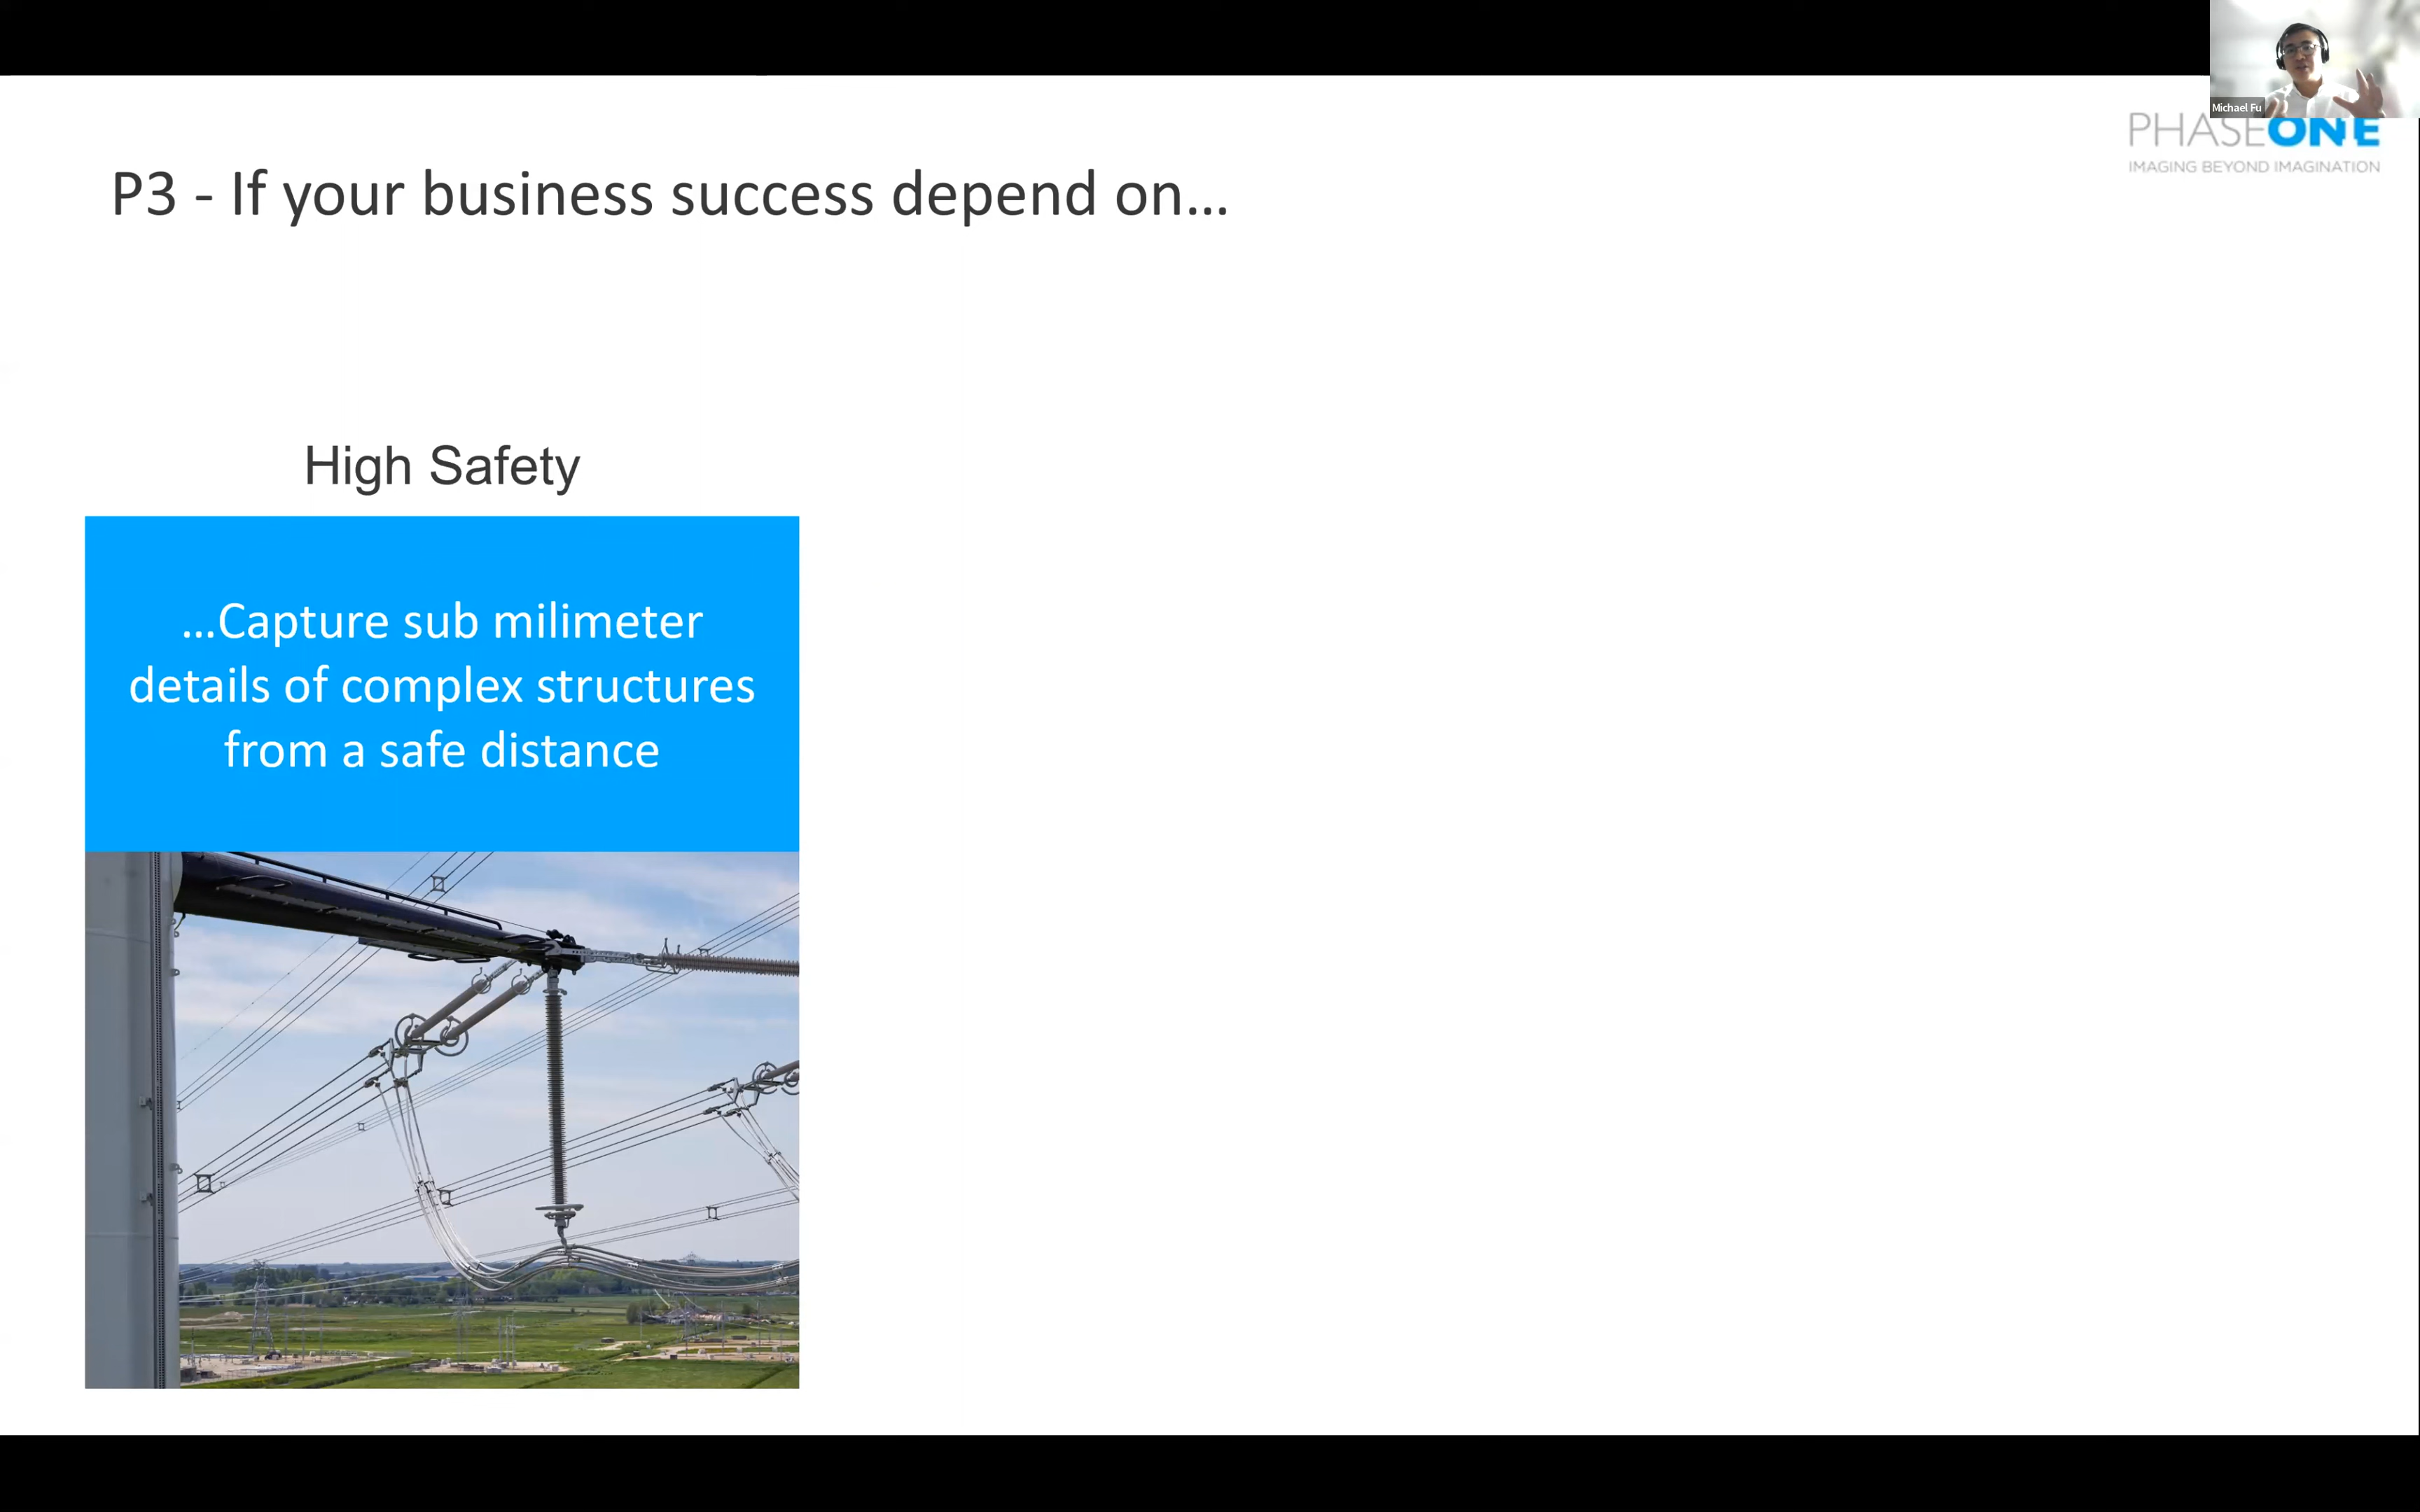 Michael Fu
PHASEONE
IMAGING BEYOND IMAGINATION
P3 - If your business success depend on...
High Safety
...Capture sub milimeter
details of complex structures
from a safe distance